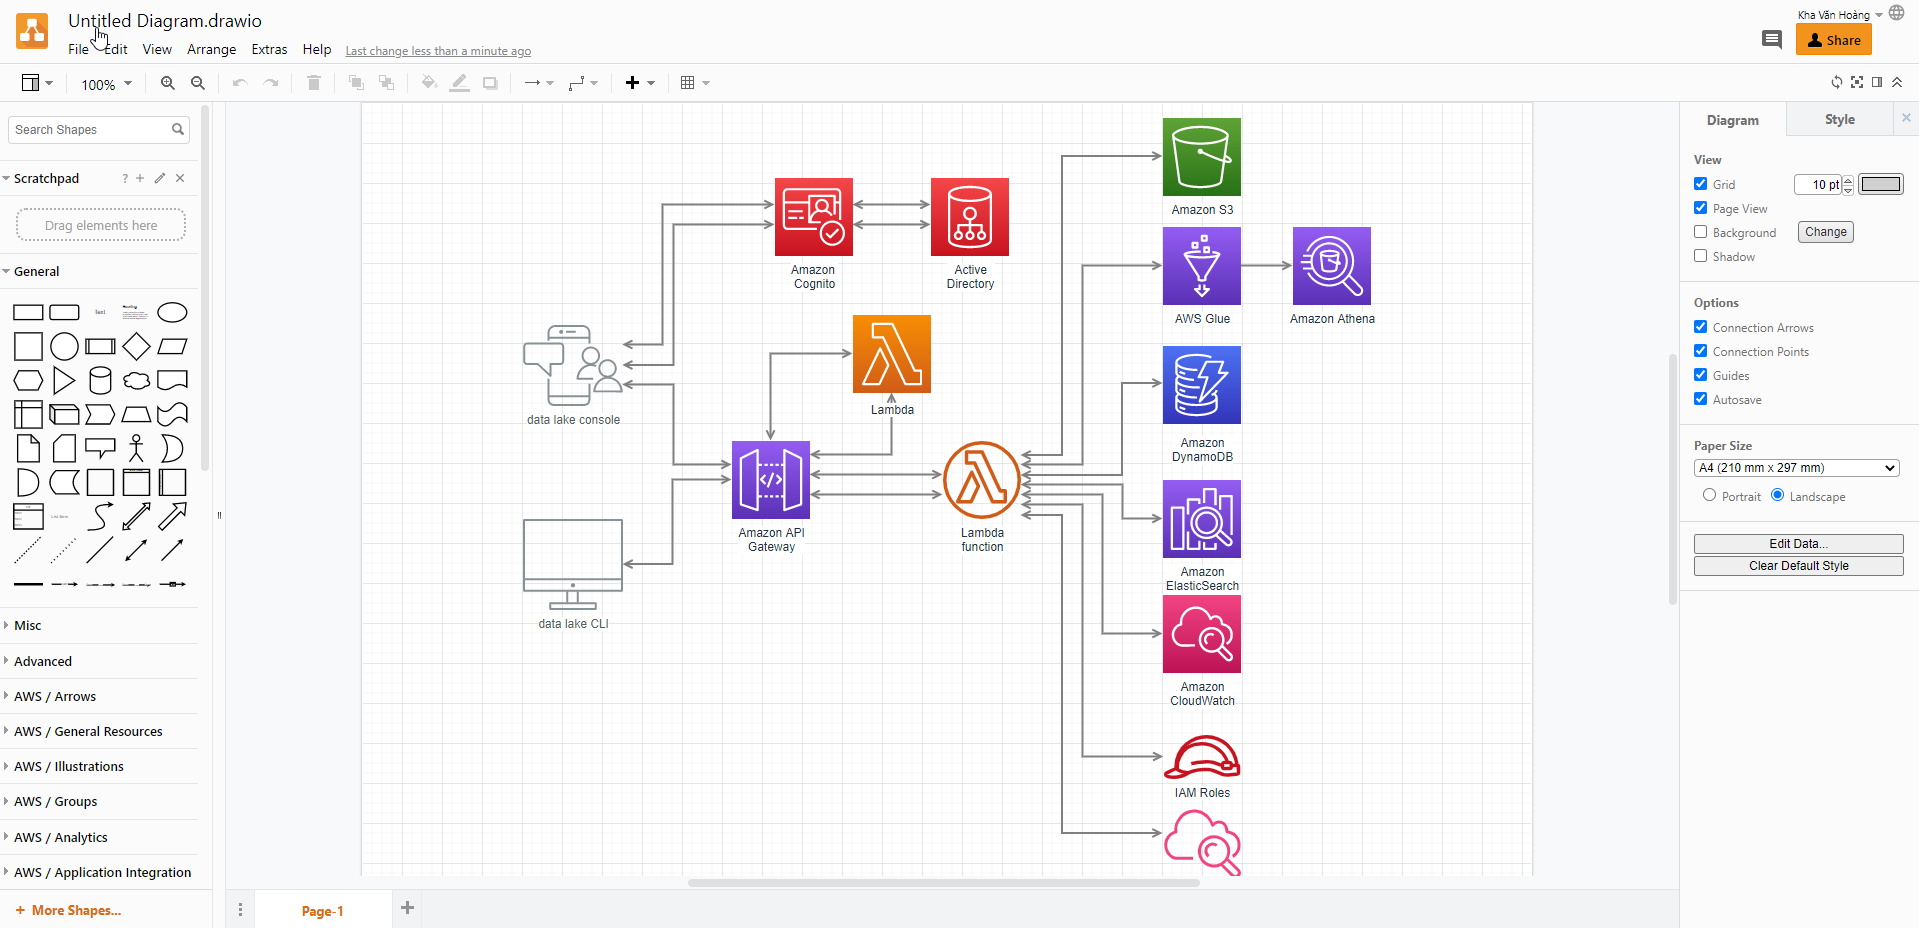 Untitled Diagram.drawio
Kha Văn Hoàng
File Edit View Arrange Extras Help Last change less than a minute ago
Share
100%
Search Shapes
Scratchpad
?
Drag elements here
General
Text
Heading
List Item
Misc
Advanced
AWS / Arrows
AWS / General Resources
AWS / Illustrations
AWS / Groups
AWS / Analytics
AWS / Application Integration
+ More Shapes...
Amazon S3
Amazon
Cognito
Active
Directory
AWS Glue
Amazon Athena
data lake console
Lambda
Amazon
DynamoDB
Amazon API
Gateway
Lambda
function
Amazon
ElasticSearch
data lake CLI
Amazon
CloudWatch
IAM Roles
Page-1
Diagram
Style
View
Grid
10 pt
Page View
Background
Change
Shadow
Options
Connection Arrows
Connection Points
Guides
Autosave
Paper Size
A4 (210 mm x 297 mm)
Portrait
Landscape
Edit Data...
Clear Default Style